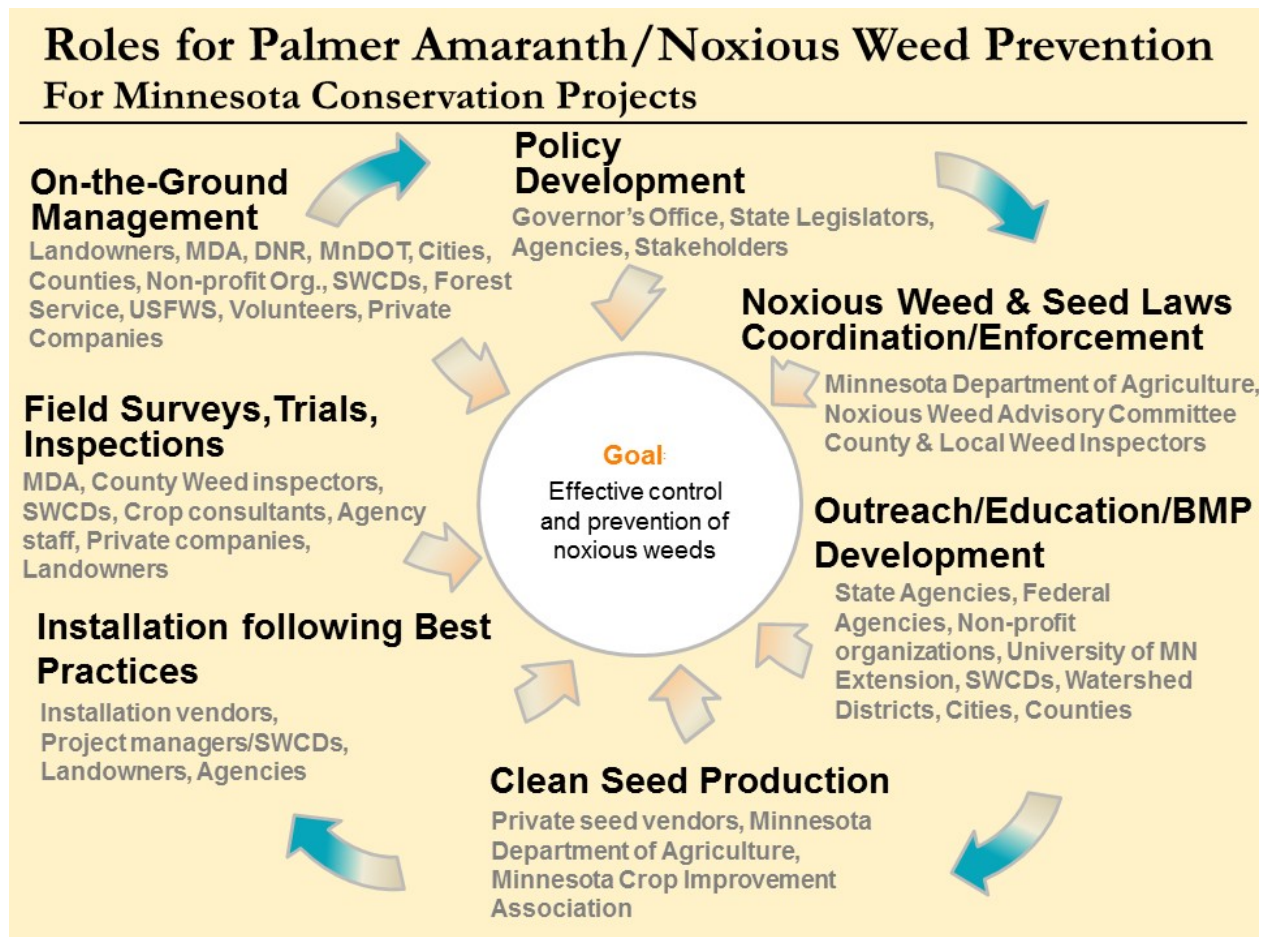 Roles for Palmer Amaranth/Noxious Weed Prevention
For Minnesota Conservation Projects
Policy
Development
Governor's Office, State Legislators,
Agencies, Stakeholders
Noxious Weed & Seed Laws
Coordination/Enforcement
Minnesota Department of Agriculture,
Noxious Weed Advisory Committee
County & Local Weed Inspectors
Outreach/Education/BMP
Development
State Agencies, Federal
Agencies, Non-profit
organizations, University of MN
Extension, SWCDs, Watershed
Districts, Cities, Counties
Clean Seed Production
Private seed vendors, Minnesota
Department of Agriculture,
Minnesota Crop Improvement
Association
Installation following Best
Practices
Installation vendors,
Project managers/SWCDs,
Landowners, Agencies
Field Surveys, Trials,
Inspections
MDA, County Weed inspectors,
SWCDs, Crop consultants, Agency
staff, Private companies,
Landowners
On-the-Ground
Management
Landowners, MDA, DNR, MnDOT, Cities,
Counties, Non-profit Org., SWCDs, Forest
Service, USFWS, Volunteers, Private
Companies
Goal:
Effective control
and prevention of
noxious weeds